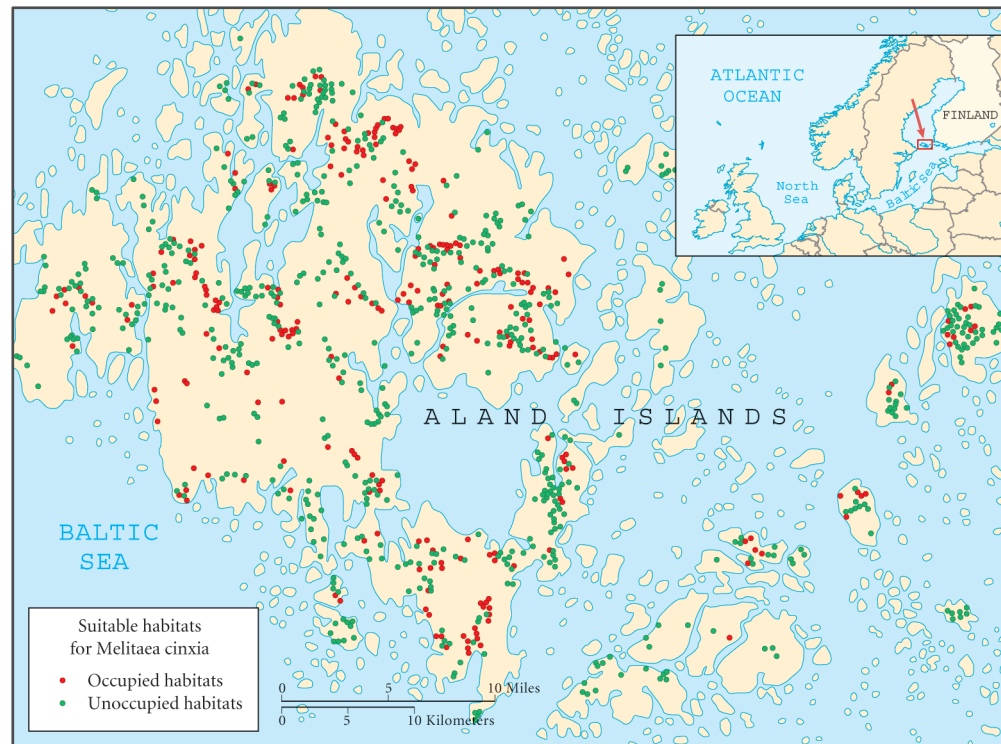 ATLANTIC
OCEAN
FINLAND
North
Sea
Baltic Sea
ALAND ISLANDS
BALTIC
SEA
Suitable habitats
for Melitaea cinxia
Occupied habitats
Unoccupied habitats
0 5 10 Miles
0 5 10 Kilometers